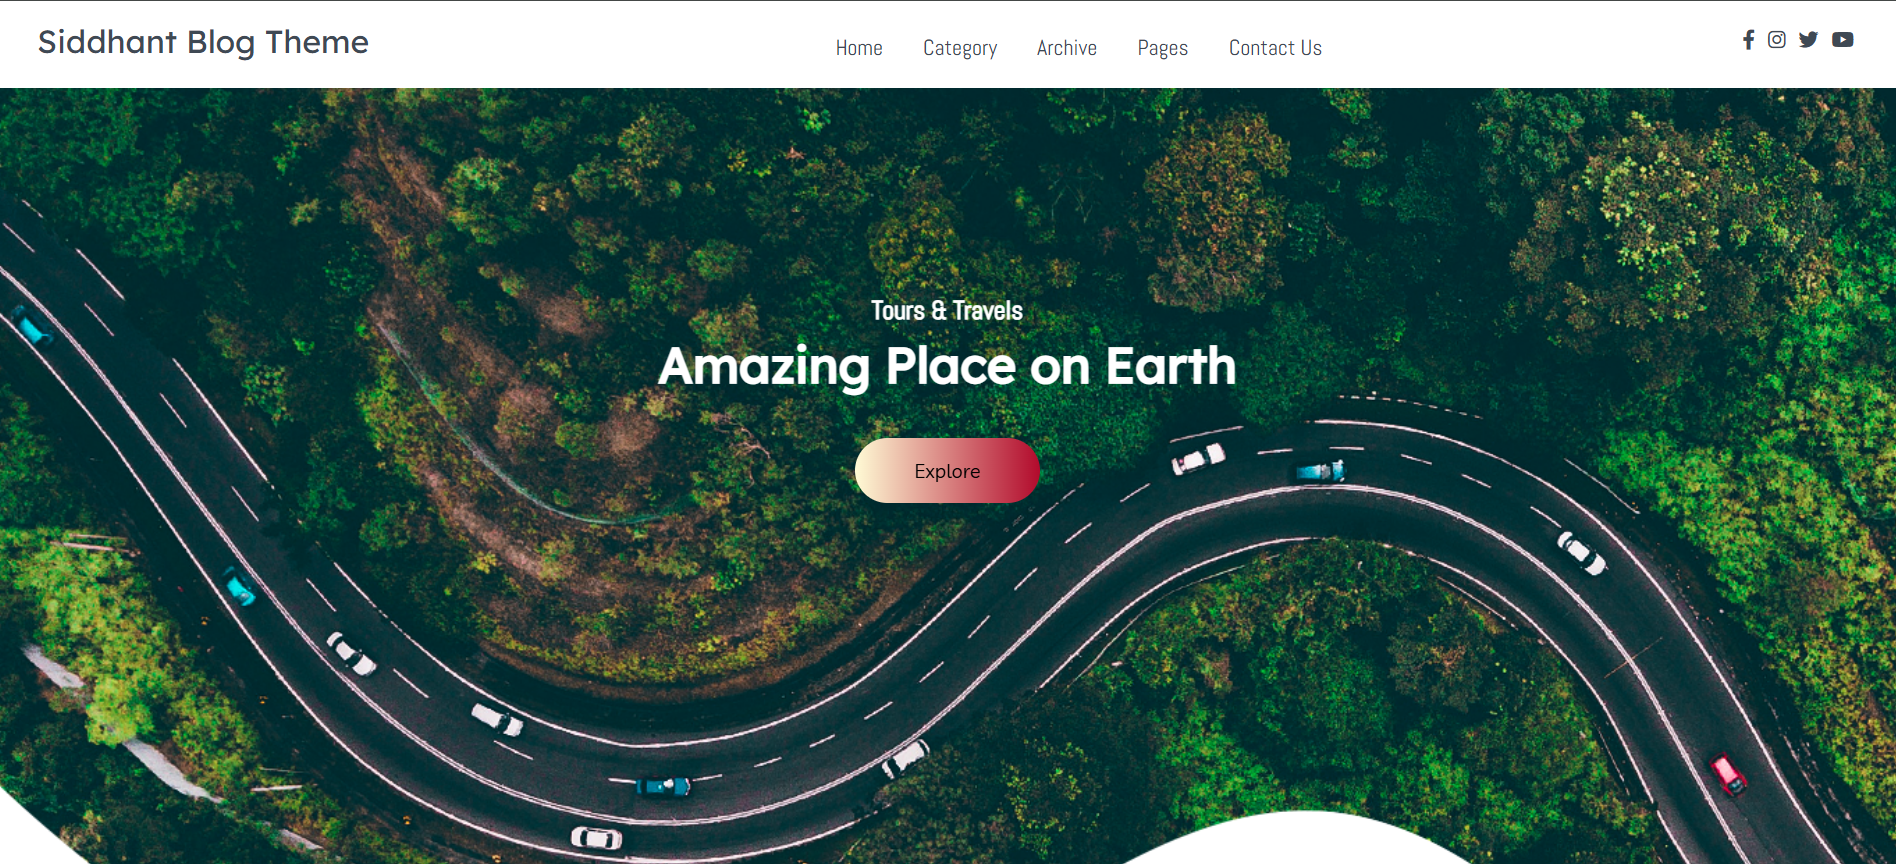 Siddhant Blog Theme
Home Category Archive Pages Contact Us
Tours & Travels
Amazing Place on Earth
Explore